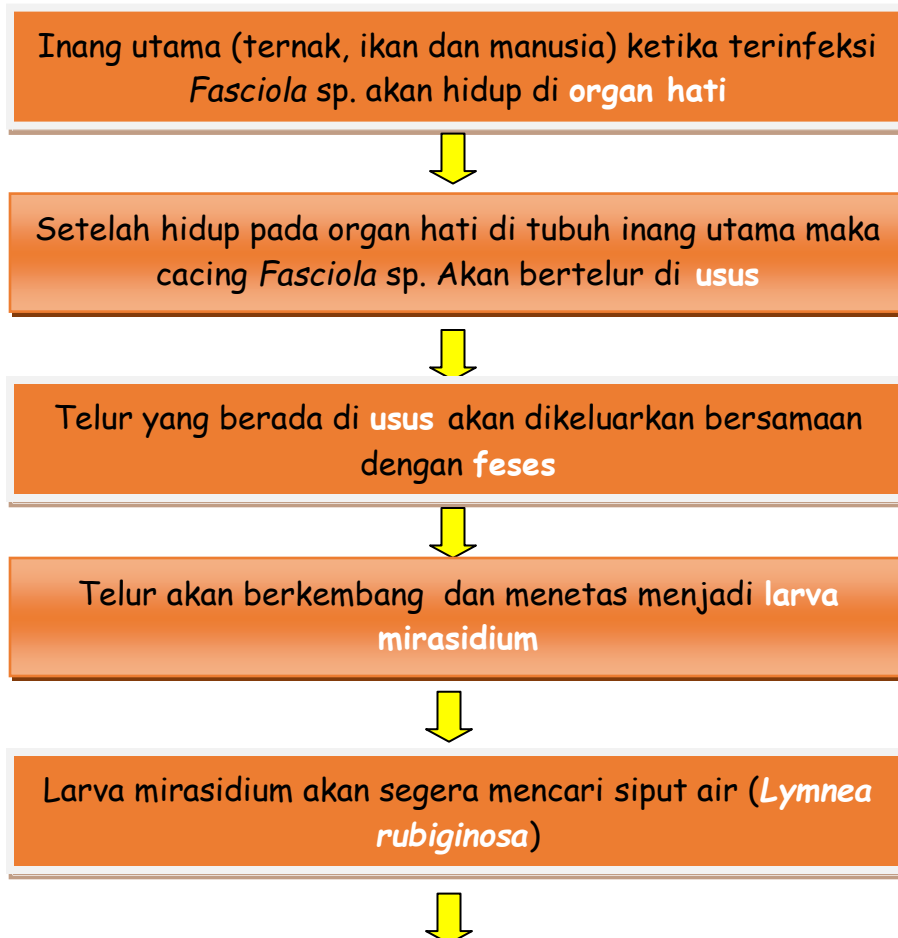 Inang utama (ternak, ikan dan manusia) ketika terinfeksi
Fasciola sp. akan hidup di organ hati
Setelah hidup pada organ hati di tubuh inang utama maka
cacing Fasciola sp. Akan bertelur di usus
Telur yang berada di usus akan dikeluarkan bersamaan
dengan feses
Telur akan berkembang dan menetas menjadi larva
mirasidium
Larva mirasidium akan segera mencari siput air (Lymnea
rubiginosa)